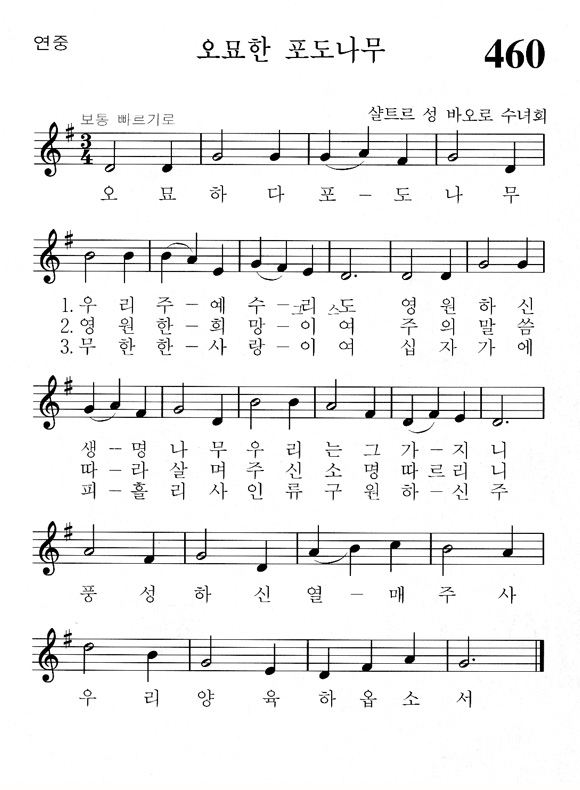 연중
오묘한 포도나무
460
보통 빠르기로
샬트르 성 바오로 수녀회
3
4
오 묘 하 다 포 – 도 나 무
1. 우 리 주 – 예 수 – 그 리 스 도 영 원 하 신
2. 영 원 한 – 희 망 – 이 여 주 의 말 씀
3. 무 한 한 – 사 랑 – 이 여 십 자 가 에
생 -- 명 나 무 우 리 는 그 가 – 지 니
따 – 라 살 며 주 신 소 명 따 르 리 니
피 – 흘 리 사 인 류 구 원 하 – 신 주
풍 성 하 신 열 – 매 주 사
우 리 양 육 하 옵 소 서